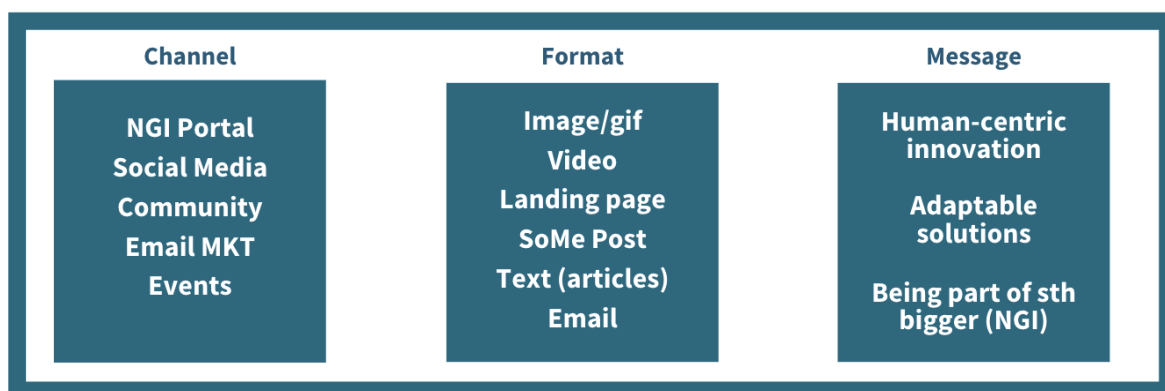 Channel
NGI Portal
Social Media
Community
Email MKT
Events
Format
Image/gif
Video
Landing page
SoMe Post
Text (articles)
Email
Message
Human-centric
innovation
Adaptable
solutions
Being part of sth
bigger (NGI)